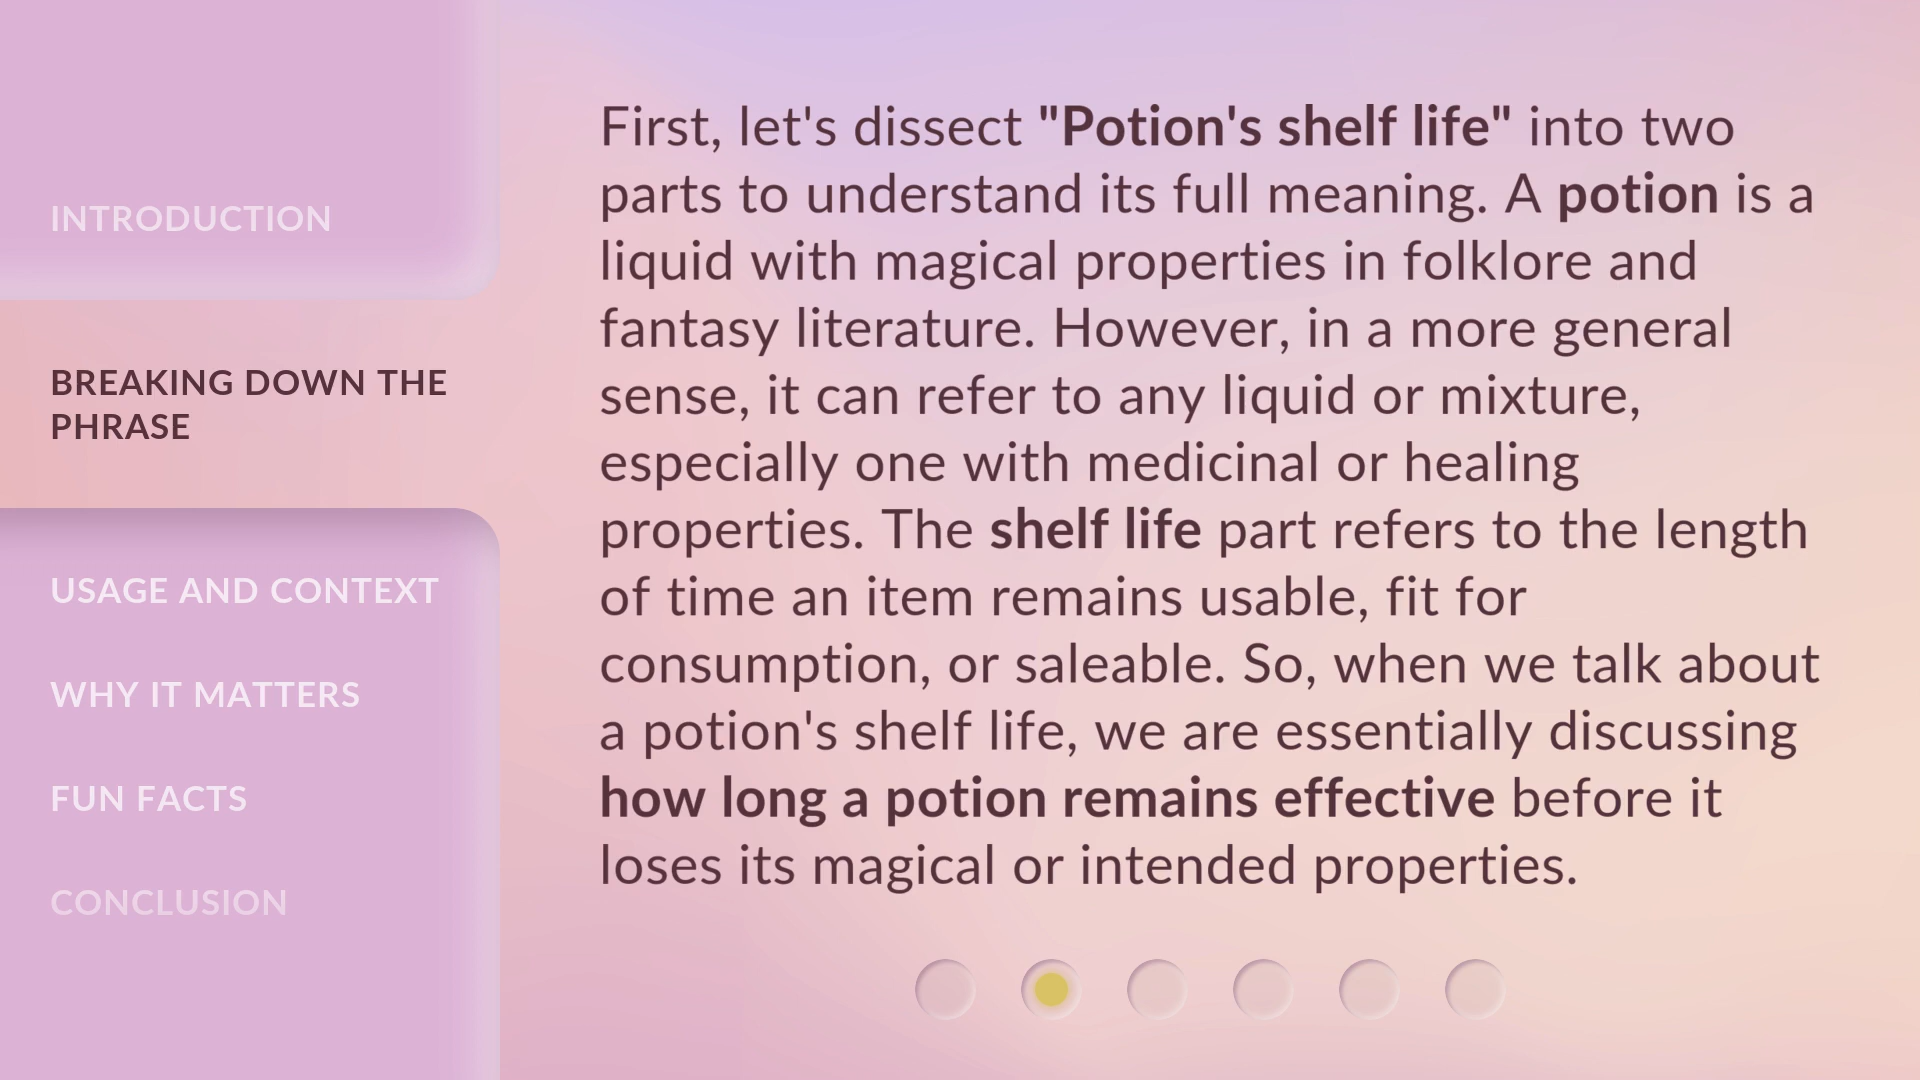 INTRODUCTION
BREAKING DOWN THE
PHRASE
USAGE AND CONTEXT
WHY IT MATTERS
FUN FACTS
CONCLUSION
First, let's dissect "Potion's shelf life" into two
parts to understand its full meaning. A potion is a
liquid with magical properties in folklore and
fantasy literature. However, in a more general
sense, it can refer to any liquid or mixture,
especially one with medicinal or healing
properties. The shelf life part refers to the length
of time an item remains usable, fit for
consumption, or saleable. So, when we talk about
a potion's shelf life, we are essentially discussing
how long a potion remains effective before it
loses its magical or intended properties.